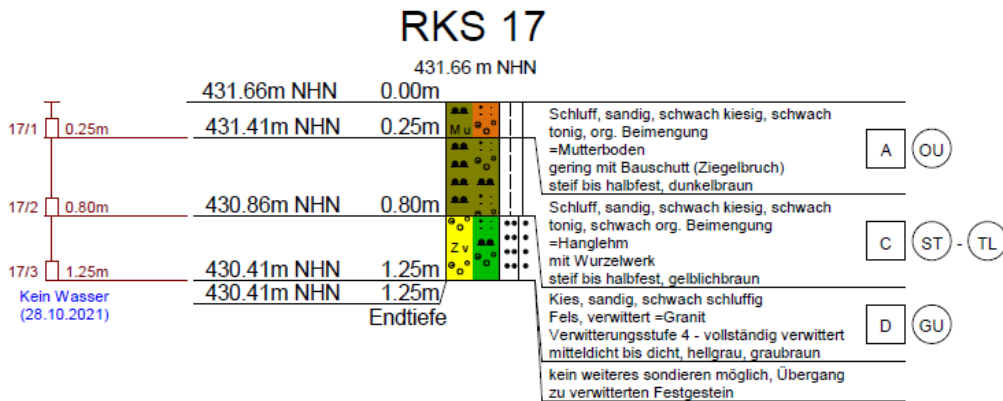 RKS 17
431.66 m NHN
431.66m NHN 0.00m
17/1 0.25m 431.41m NHN 0.25m
Mu
Schluff, sandig, schwach kiesig, schwach
tonig, org. Beimengung
=Mutterboden
gering mit Bauschutt (Ziegelbruch)
steif bis halbfest, dunkelbraun
A OU
17/2 0.80m 430.86m NHN 0.80m
Schluff, sandig, schwach kiesig, schwach
tonig, schwach org. Beimengung
=Hanglehm
mit Wurzelwerk
steif bis halbfest, gelblichbraun
C ST - TL
Zv
17/3 1.25m 430.41m NHN 1.25m
Kein Wasser
(28.10.2021)
430.41m NHN 1.25m
Endtiefe
Kies, sandig, schwach schluffig
Fels, verwittert =Granit
Verwitterungsstufe 4 - vollständig verwittert
mitteldicht bis dicht, hellgrau, graubraun
D GU
kein weiteres sondieren möglich, Übergang
zu verwitterten Festgestein